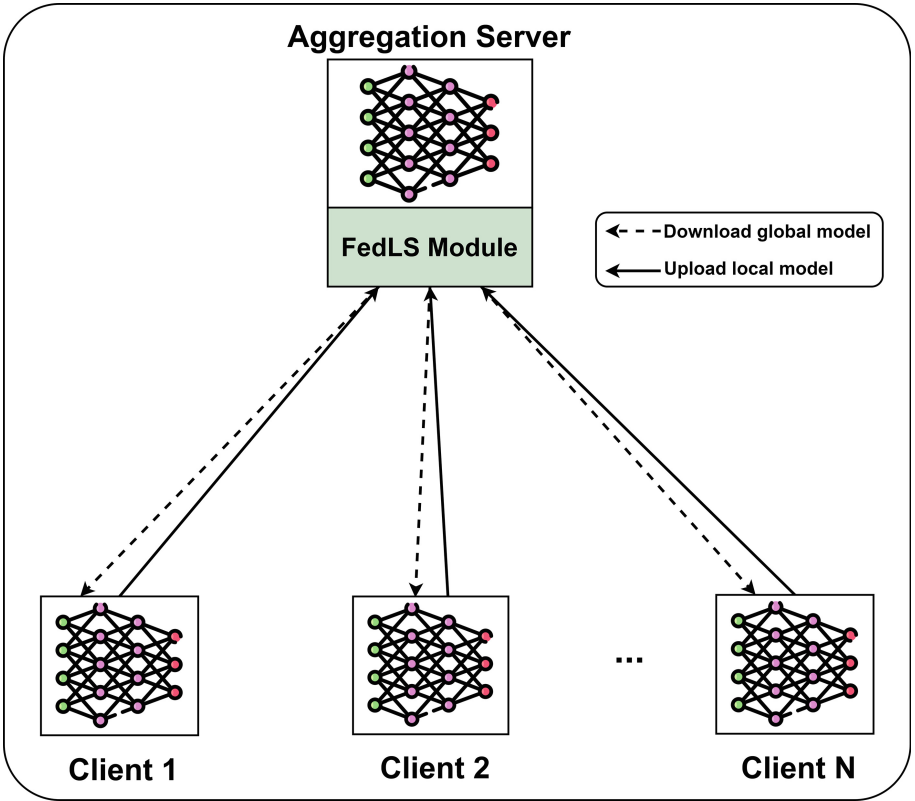 Aggregation Server
FedLS Module
Download global model
Upload local model
...
Client 1
Client 2
Client N